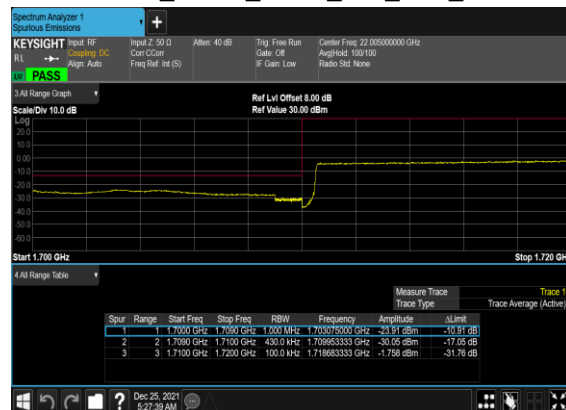 Spectrum Analyzer 1
Spurious Emissions
KEYSIGHT
RL
Input: RF
Coupling: DC
Align: Auto
Input Z: 50 Ω
Corr CCorr
Freq Ref: Int (S)
Atten: 40 dB
Trig: Free Run
Gate: Off
IF Gain: Low
Center Freq: 22.005000000 GHz
Avg|Hold: 100/100
Radio Std: None
PASS
3 All Range Graph
Scale/Div 10.0 dB
Ref Lvl Offset 8.00 dB
Ref Value 30.00 dBm
Log
20.0
10.0
0.00
-10.0
-20.0
-30.0
-40.0
-50.0
-60.0
Start 1.700 GHz
Stop 1.720 GH
4 All Range Table
Measure Trace Trace 1
Trace Type Trace Average (Active)
Spur Range Start Freq Stop Freq RBW Frequency Amplitude ΔLimit
1 1 1.7000 GHz 1.7090 GHz 1.000 MHz 1.703075000 GHz -23.91 dBm -10.91 dB
2 2 1.7090 GHz 1.7100 GHz 430.0 kHz 1.709953333 GHz -30.05 dBm -17.05 dB
3 3 1.7100 GHz 1.7200 GHz 100.0 kHz 1.718683333 GHz -1.758 dBm -31.76 dB
?
Dec 25, 2021
5:27:39 AM